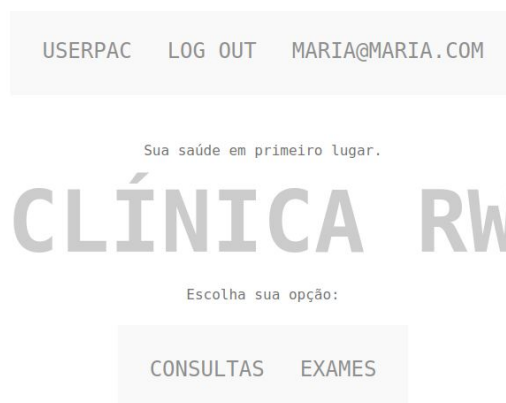 USERPAC LOG OUT MARIA@MARIA.COM
Sua saúde em primeiro lugar.
CLÍNICA RW
Escolha sua opção:
CONSULTAS EXAMES